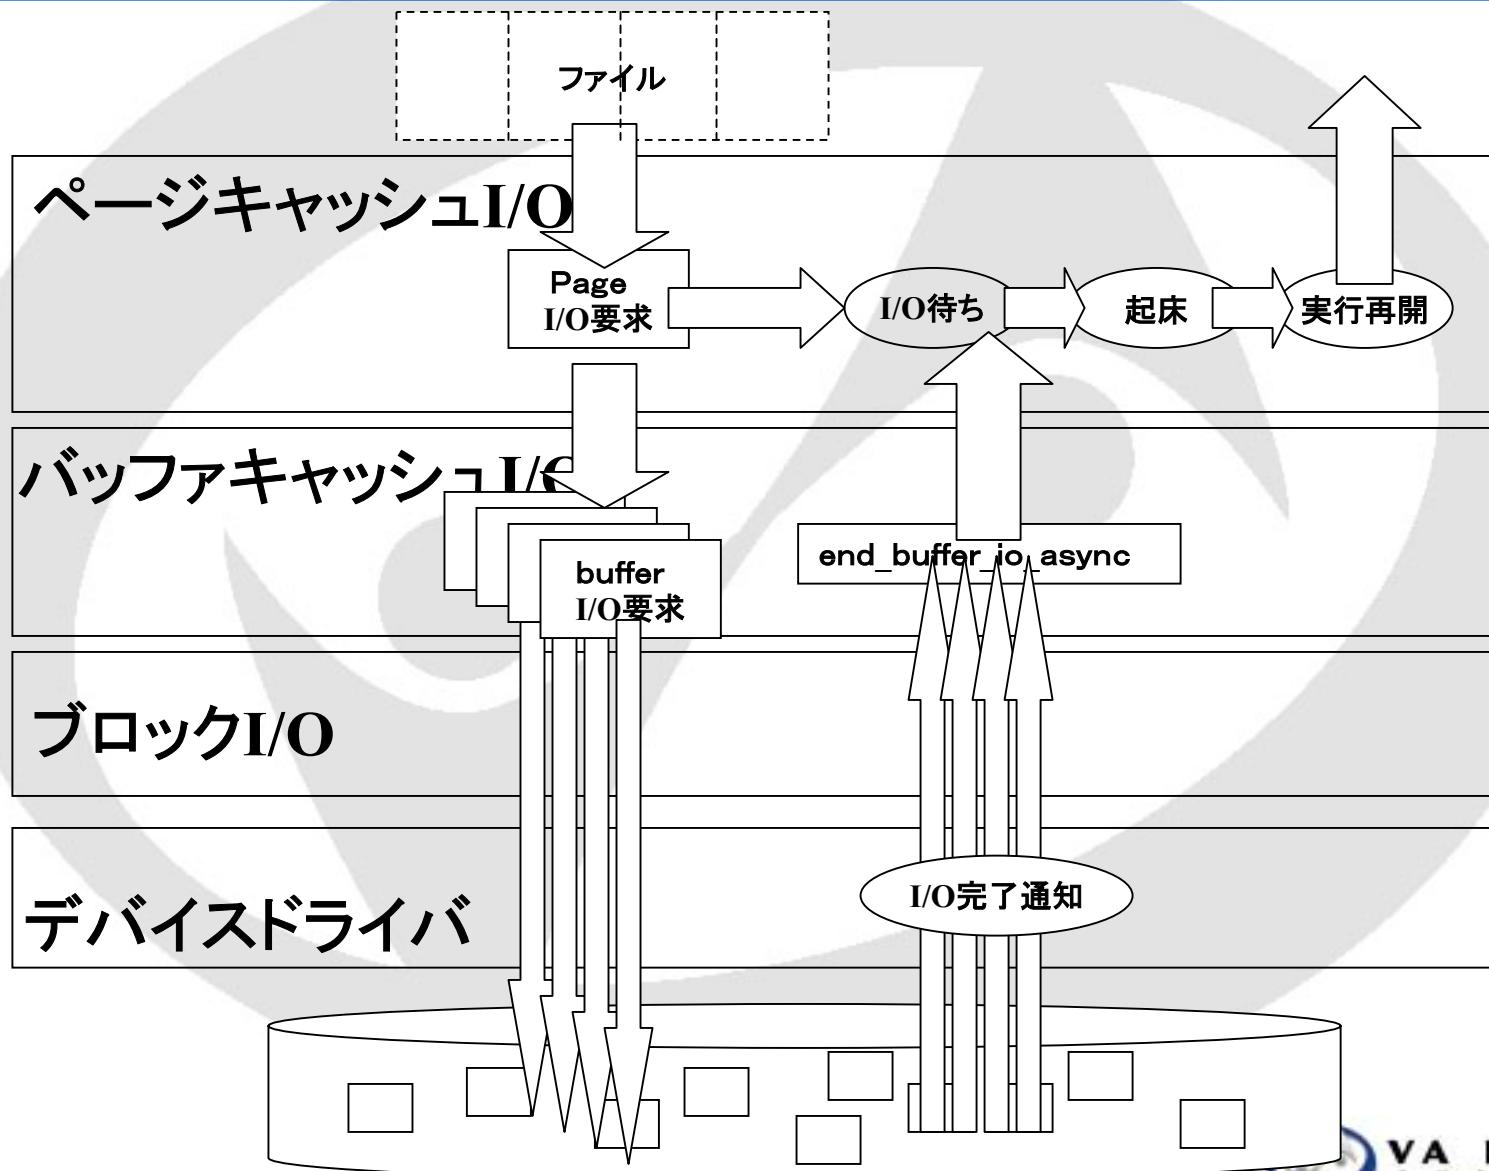 ファイル
ページキャッシュI/O
Page
I/O要求
I/O待ち
起床
実行再開
バッファキャッシュI/O
buffer
I/O要求
end_buffer_io_async
ブロックI/O
デバイスドライバ
I/O完了通知
VA